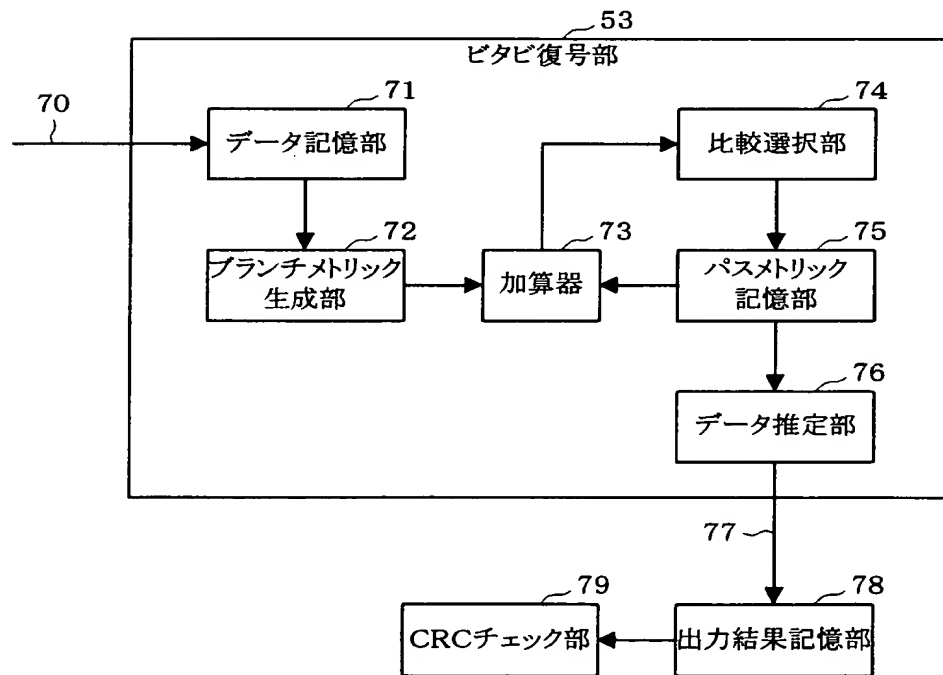 53
ビタビ復号部
70
71
データ記憶部
74
比較選択部
72
ブランチメトリック
生成部
73
加算器
75
パスメトリック
記憶部
76
データ推定部
77
79
CRCチェック部
78
出力結果記憶部